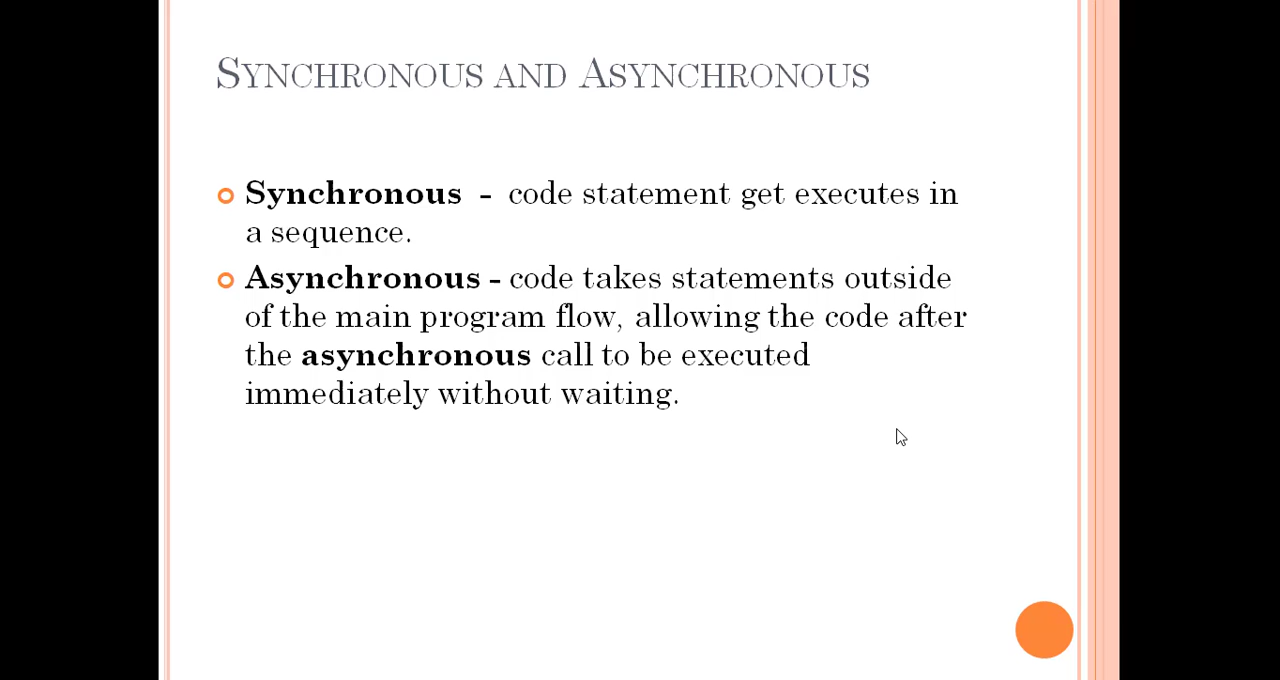 SYNCHRONOUS AND ASYNCHRONOUS
Synchronous - code statement get executes in
a sequence.
Asynchronous - code takes statements outside
of the main program flow, allowing the code after
the asynchronous call to be executed
immediately without waiting.